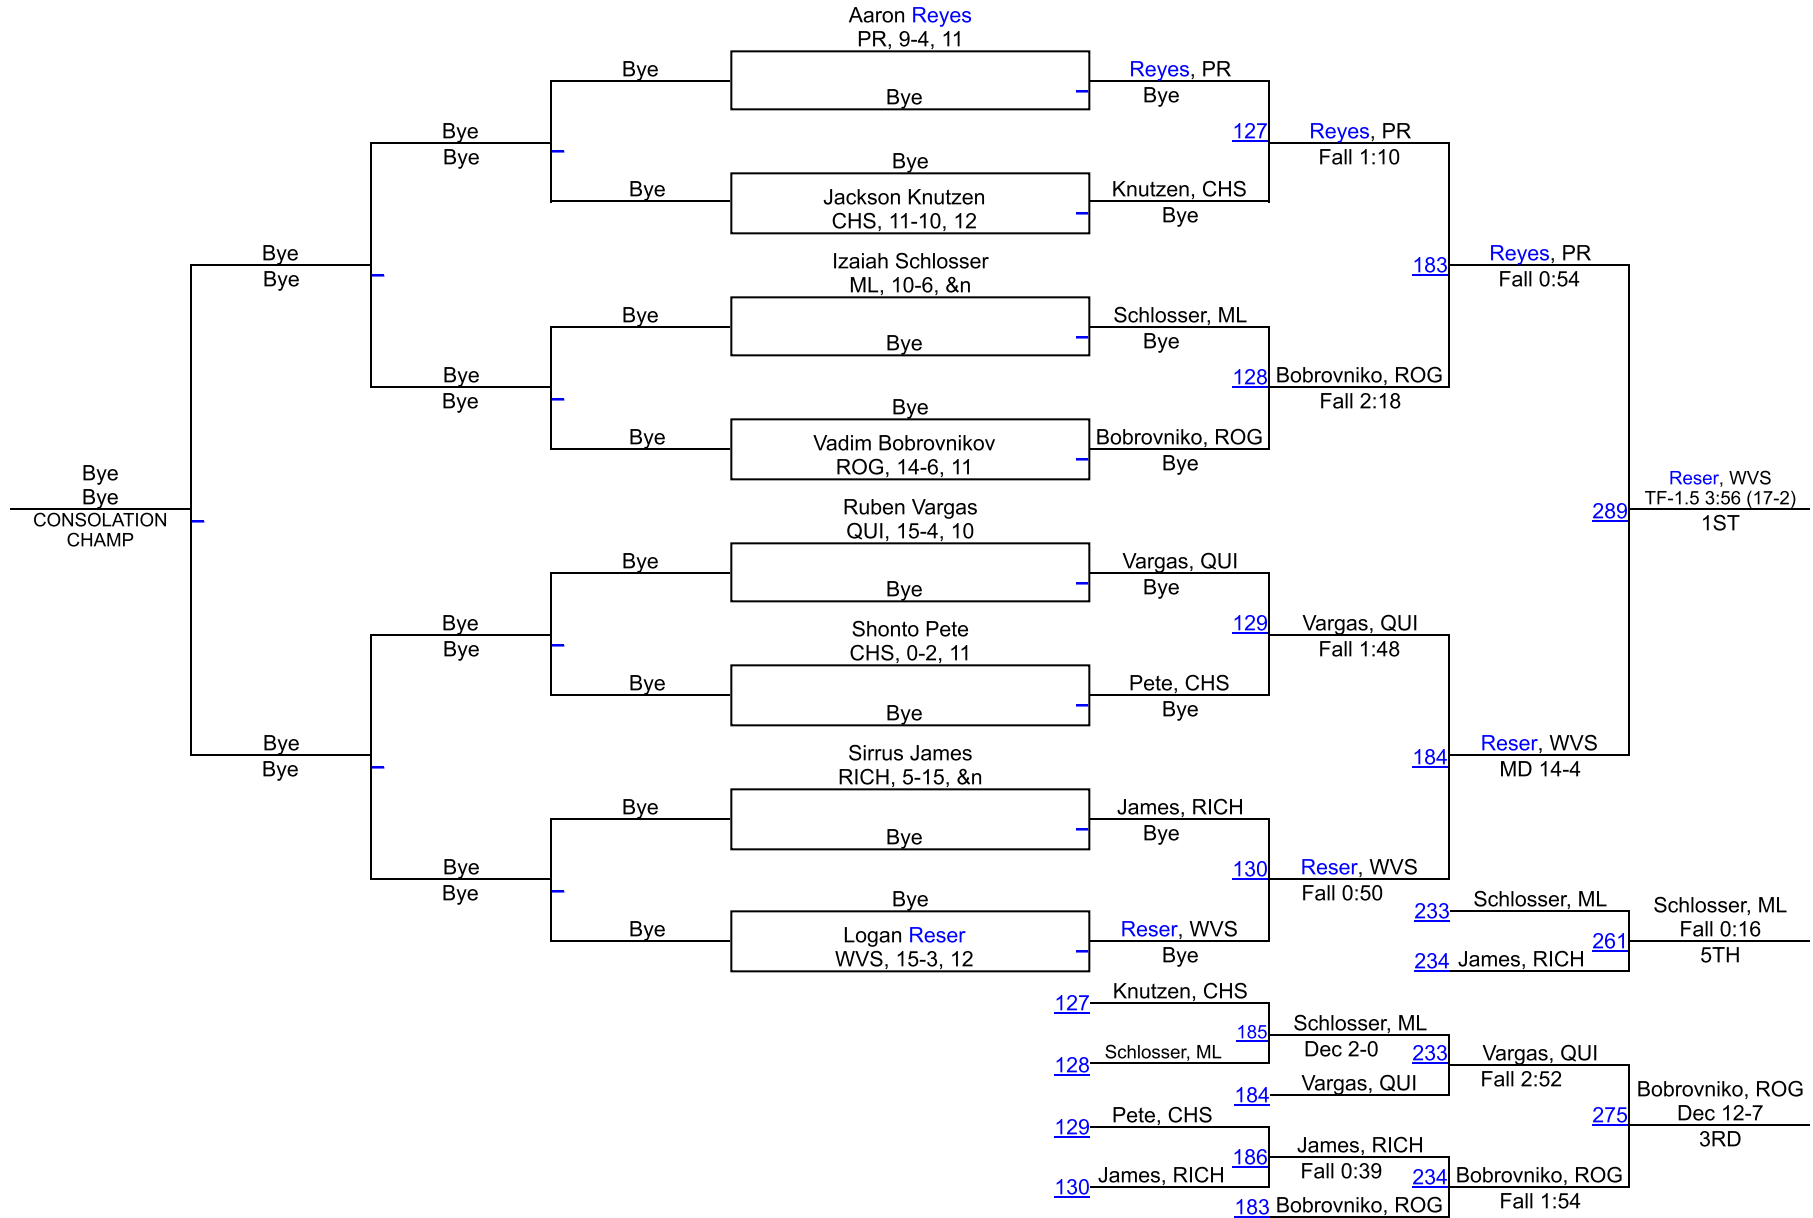 Aaron Reyes
PR, 9-4, 11
Bye
Bye
Reyes, PR
Bye
127
Bye
Bye
Reyes, PR
Fall 1:10
Bye
Bye
Jackson Knutzen
CHS, 11-10, 12
Knutzen, CHS
Bye
Bye
Bye
183
Reyes, PR
Fall 0:54
Izaiah Schlosser
ML, 10-6, &n
Bye
Bye
Schlosser, ML
Bye
Bye
Bye
128
Bobrovniko, ROG
Fall 2:18
Bye
Bye
Vadim Bobrovnikov
ROG, 14-6, 11
Bobrovniko, ROG
Bye
Bye
Bye
CONSOLATION
CHAMP
289
Reser, WVS
TF-1.5 3:56 (17-2)
1ST
Ruben Vargas
QUI, 15-4, 10
Bye
Bye
Vargas, QUI
Bye
Bye
Bye
129
Vargas, QUI
Fall 1:48
Shonto Pete
CHS, 0-2, 11
Bye
Bye
Pete, CHS
Bye
Bye
Bye
184
Reser, WVS
MD 14-4
Sirrus James
RICH, 5-15, &n
Bye
Bye
James, RICH
Bye
Bye
Bye
130
Reser, WVS
Fall 0:50
Bye
Bye
Logan Reser
WVS, 15-3, 12
Reser, WVS
Bye
233
Schlosser, ML
234
James, RICH
261
Schlosser, ML
Fall 0:16
5TH
127
Knutzen, CHS
128
Schlosser, ML
185
Schlosser, ML
Dec 2-0
184
Vargas, QUI
233
Vargas, QUI
Fall 2:52
129
Pete, CHS
130
James, RICH
186
James, RICH
Fall 0:39
183
Bobrovniko, ROG
234
Bobrovniko, ROG
Fall 1:54
275
Bobrovniko, ROG
Dec 12-7
3RD